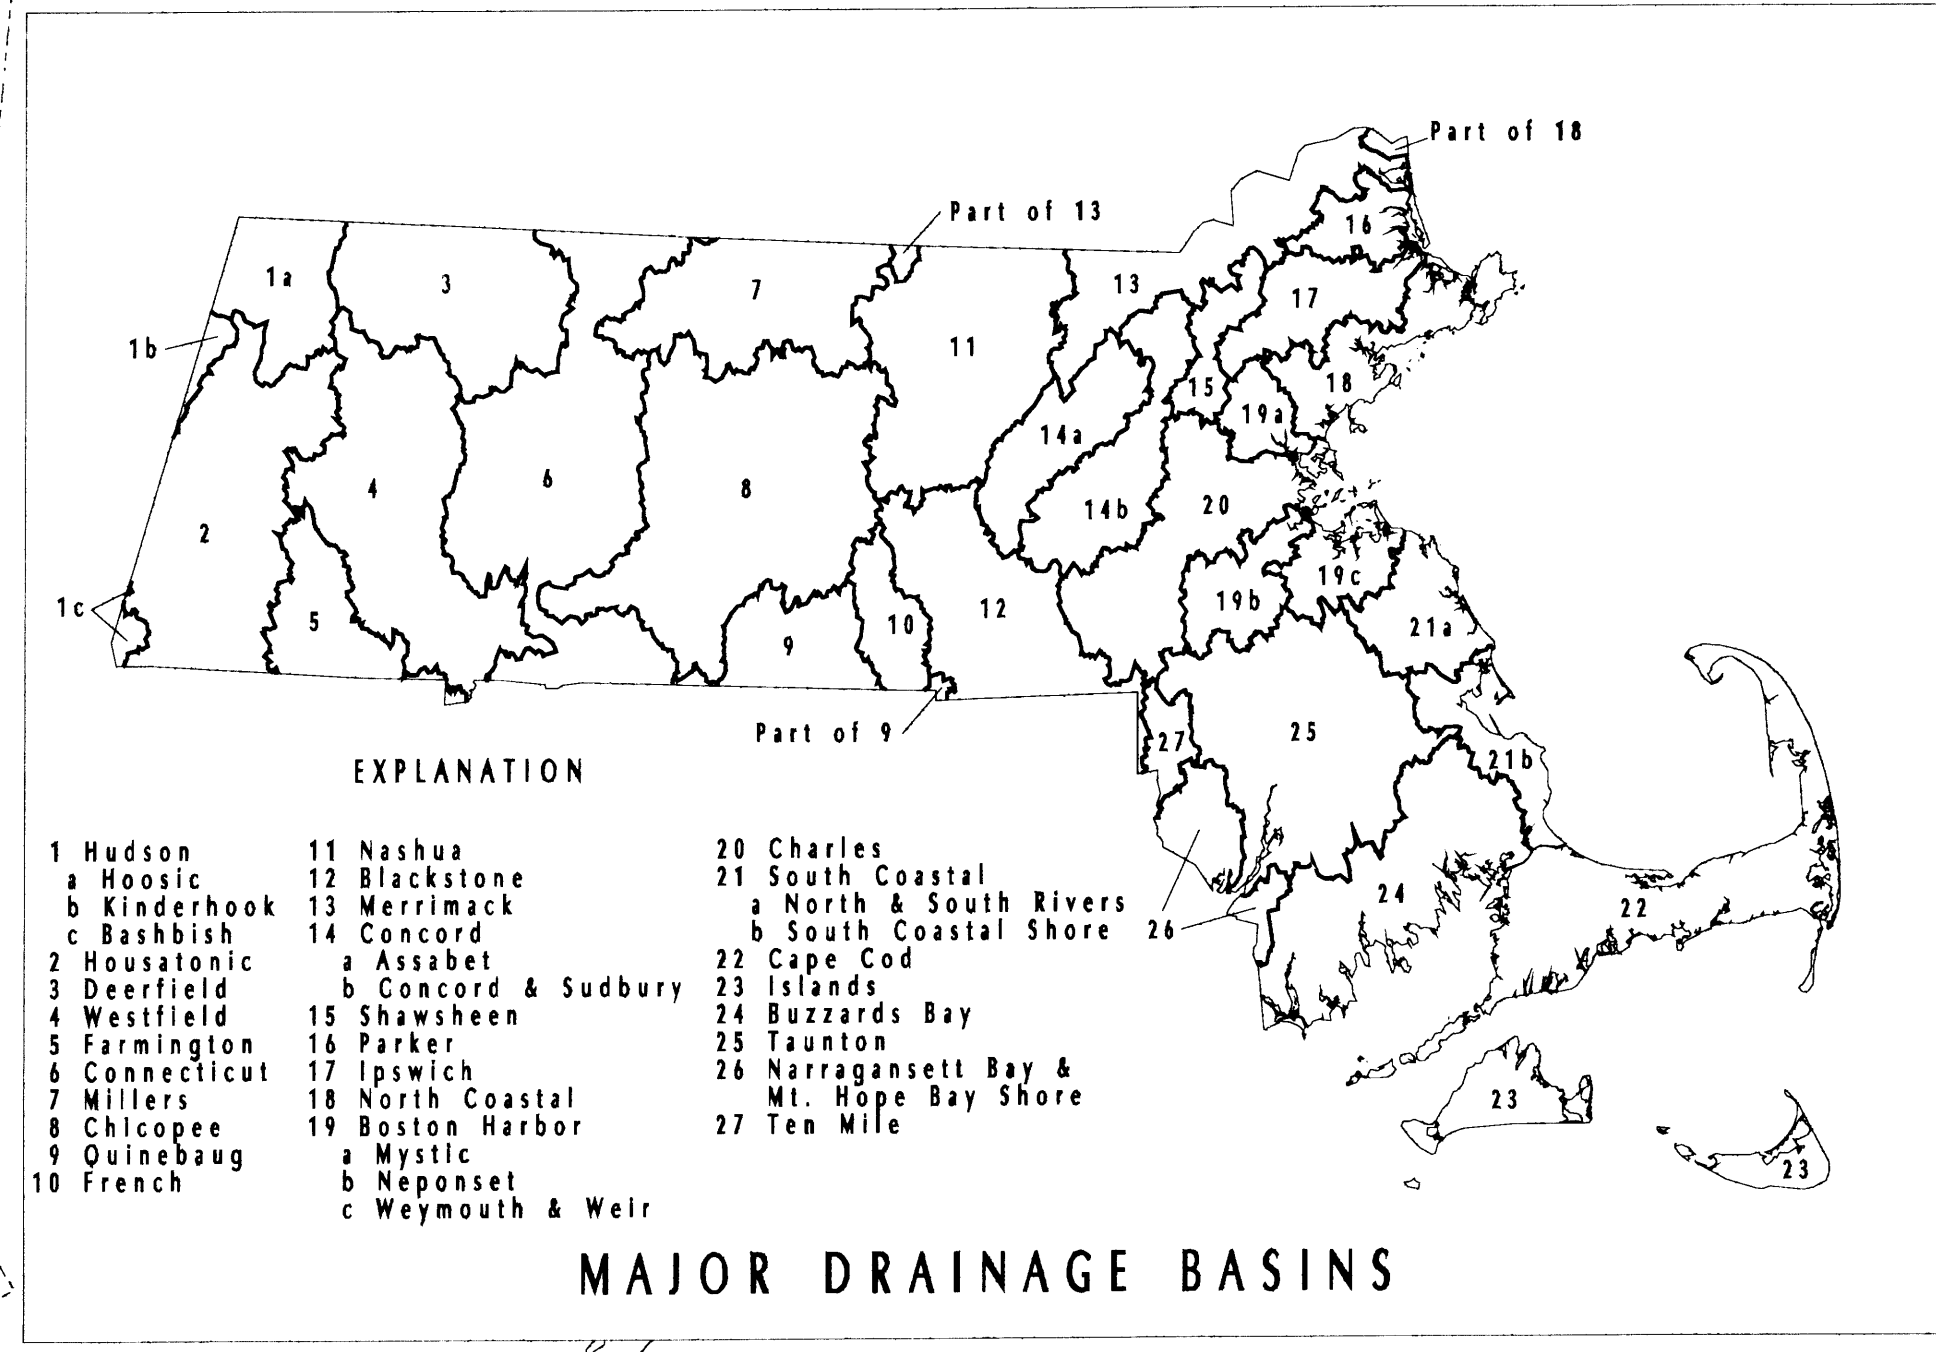 Part of 18
Part of 13
16
1a
3
7
13
17
1b
11
18
15
19a
14a
4
6
8
14b
20
2
19c
1c
19b
12
5
10
21a
9
Part of 9
25
27
21b
24
22
26
23
23
EXPLANATION
1 Hudson
a Hoosic
b Kinderhook
c Bashbish
2 Housatonic
3 Deerfield
4 Westfield
5 Farmington
6 Connecticut
7 Millers
8 Chicopee
9 Quinebaug
10 French
11 Nashua
12 Blackstone
13 Merrimack
14 Concord
a Assabet
b Concord & Sudbury
15 Shawsheen
16 Parker
17 Ipswich
18 North Coastal
19 Boston Harbor
a Mystic
b Neponset
c Weymouth & Weir
20 Charles
21 South Coastal
a North & South Rivers
b South Coastal Shore
22 Cape Cod
23 Islands
24 Buzzards Bay
25 Taunton
26 Narragansett Bay &
Mt. Hope Bay Shore
27 Ten Mile
MAJOR DRAINAGE BASINS